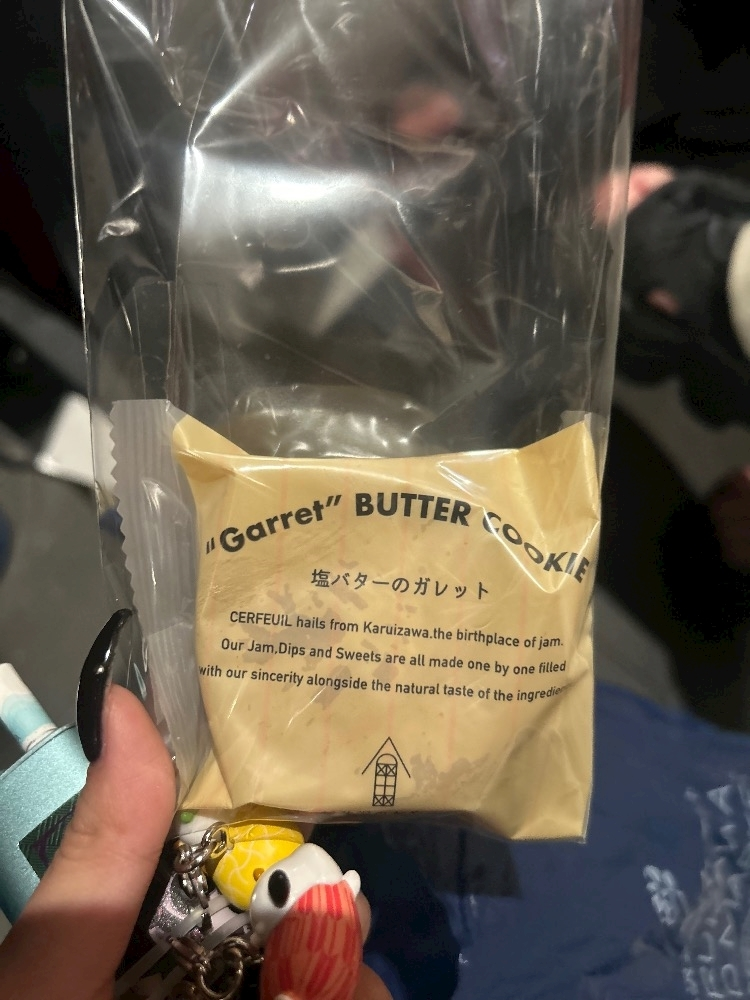 "Garret" BUTTER COOKIE
塩バターのガレット
CERFEUIL hails from Karuizawa.the birthplace of jam.
Our Jam,Dips and Sweets are all made one by one filled
with our sincerity alongside the natural taste of the